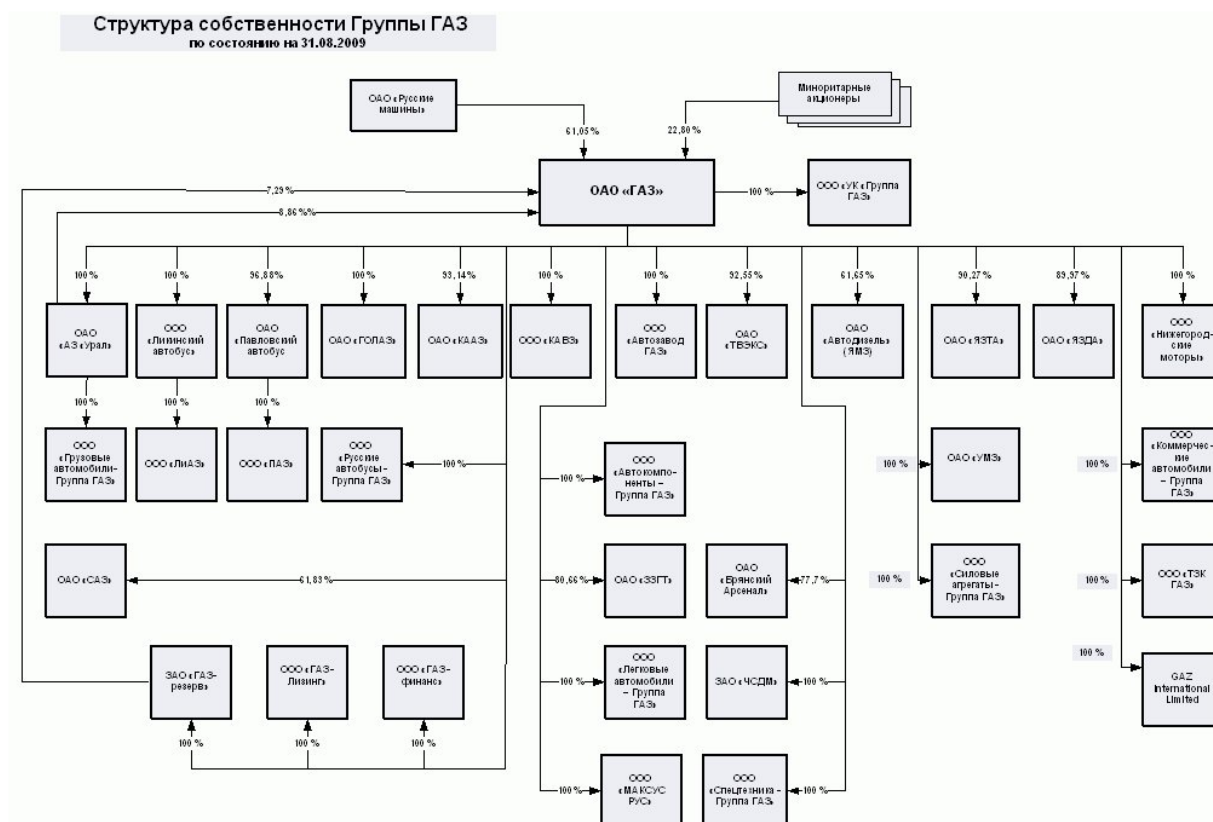 Структура собственности Группы ГАЗ
по состоянию на 31.08.2009
ОАО «Русские
машины»
Миноритарные
акционеры
61,05%
22,80%
ОАО «ГАЗ»
100 %
ООО «УК «Группа
ГАЗ»
7,29%
8,86%%
100 %
100 %
96,88%
100 %
93,14%
100 %
100 %
92,55%
61,65%
90,27%
89,97%
100 %
ОАО
«АЗ «Урал»
ООО
«Ликинский
автобус»
ОАО
«Павловский
автобус
ОАО «ГОЛАЗ»
ОАО «КААЗ»
ООО «КАВЗ»
ООО
«Автозавод
ГАЗ»
ОАО
«ТВЭКС»
ОАО
«Автодизель»
(ЯМЗ)
ОАО «ЯЗТА»
ОАО «ЯЗДА»
ООО
«Нижегород-
ские
моторы»
100 %
100 %
100 %
ООО
«Грузовые
автомобили-
Группа ГАЗ»
ООО «ЛиАЗ»
ООО «ПАЗ»
ООО
«Русские
автобусы-
Группа ГАЗ»
100 %
100 %
ООО
«Автокомпо-
ненты –
Группа ГАЗ»
100 %
ОАО «УМЗ»
100 %
ООО
«Коммерчес-
кие
автомобили
– Группа ГАЗ»
ОАО «САЗ»
61,83%
80,66%
ОАО «ЗЗГТ»
ОАО
«Брянский
Арсенал»
77,7%
100 %
ООО
«Силовые
агрегаты-
Группа ГАЗ»
100 %
ООО «ТЗК
ГАЗ»
ЗАО «ГАЗ-
резерв»
ООО «ГАЗ-
Лизинг»
ООО «ГАЗ-
финанс»
100 %
ООО
«Легковые
автомобили
– Группа
ГАЗ»
ЗАО «ЧСДМ»
100 %
100 %
GAZ
International
Limited
100 %
100 %
100 %
100 %
ООО
«МАКСУС
РУС»
ООО
«Спецтехника-
Группа ГАЗ»
100 %